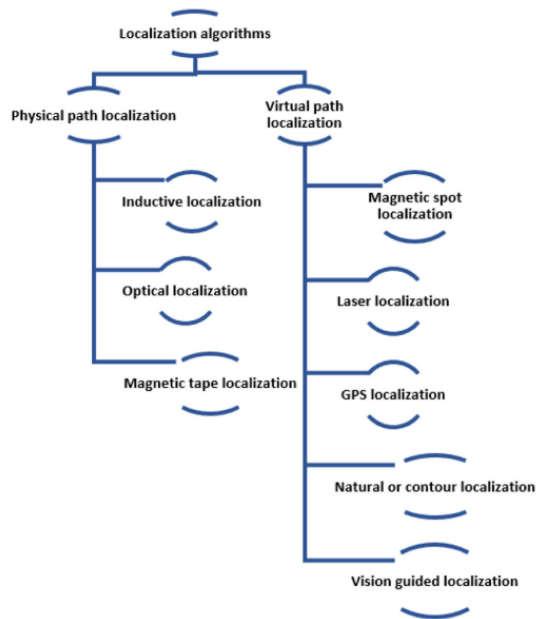 Localization algorithms
Physical path localization
Inductive localization
Optical localization
Magnetic tape localization
Virtual path
localization
Magnetic spot
localization
Laser localization
GPS localization
Natural or contour localization
Vision guided localization